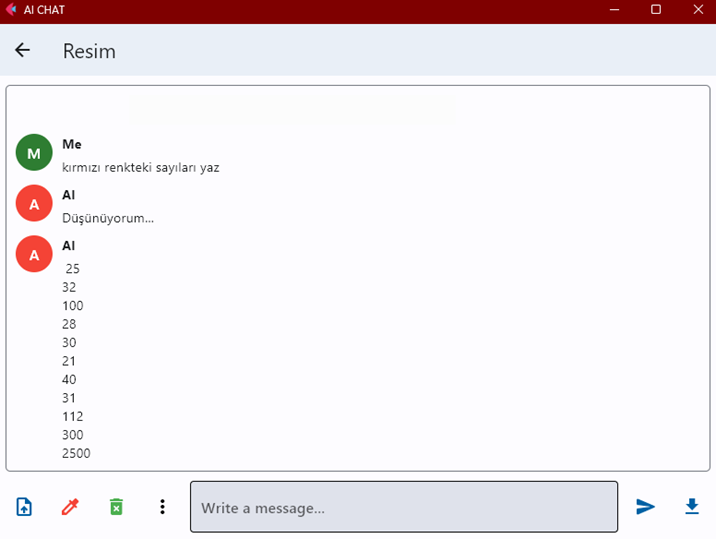 AI CHAT
Resim
Me
kırmızı renkteki sayıları yaz
AI
Düşünüyorum...
AI
25
32
100
28
30
21
40
31
112
300
2500
Write a message...
M
A
A